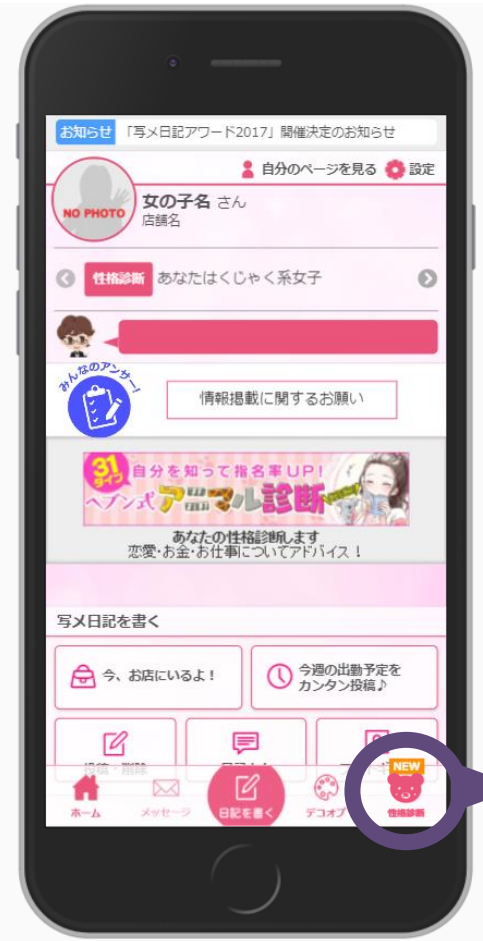 お知らせ 「写メ日記アワード2017」開催決定のお知らせ
自分のページを見る 設定
NO PHOTO
女の子名 さん
店舗名
性格診断 あなたはくじゃく系女子
みんなのアンサー!
情報掲載に関するお願い
31タイプ
自分を知って指名率UP!
ヘブン式アニマル診断
あなたの性格診断します
恋愛・お金・お仕事についてアドバイス!
写メ日記を書く
今、お店にいるよ!
今週の出勤予定を
カンタン投稿♪
投稿・削除
NEW
ホーム メッセージ 日記を書く デコオプ 性格診断